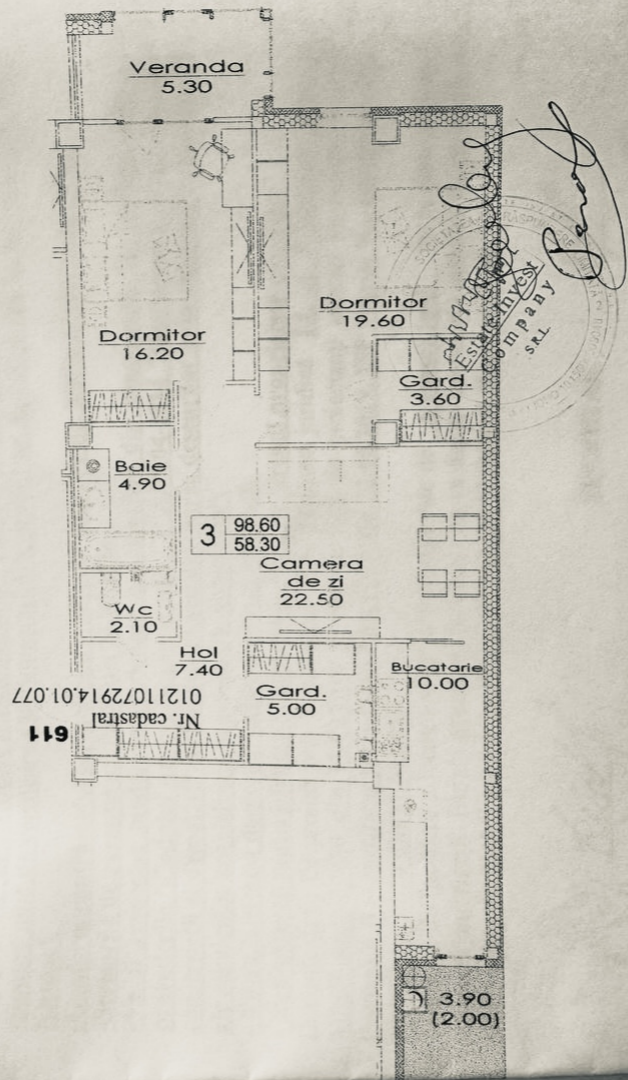 Veranda
5.30
Dormitor
19.60
Dormitor
16.20
Gard.
3.60
Baie
4.90
3
98.60
58.30
Camera
de zi
22.50
Wc
2.10
Hol
7.40
Bucatarie
10.00
Gard.
5.00
Nr. cadastral
01211072914.01.077
611
3.90
(2.00)
Estate Invest
Company
S.R.L.